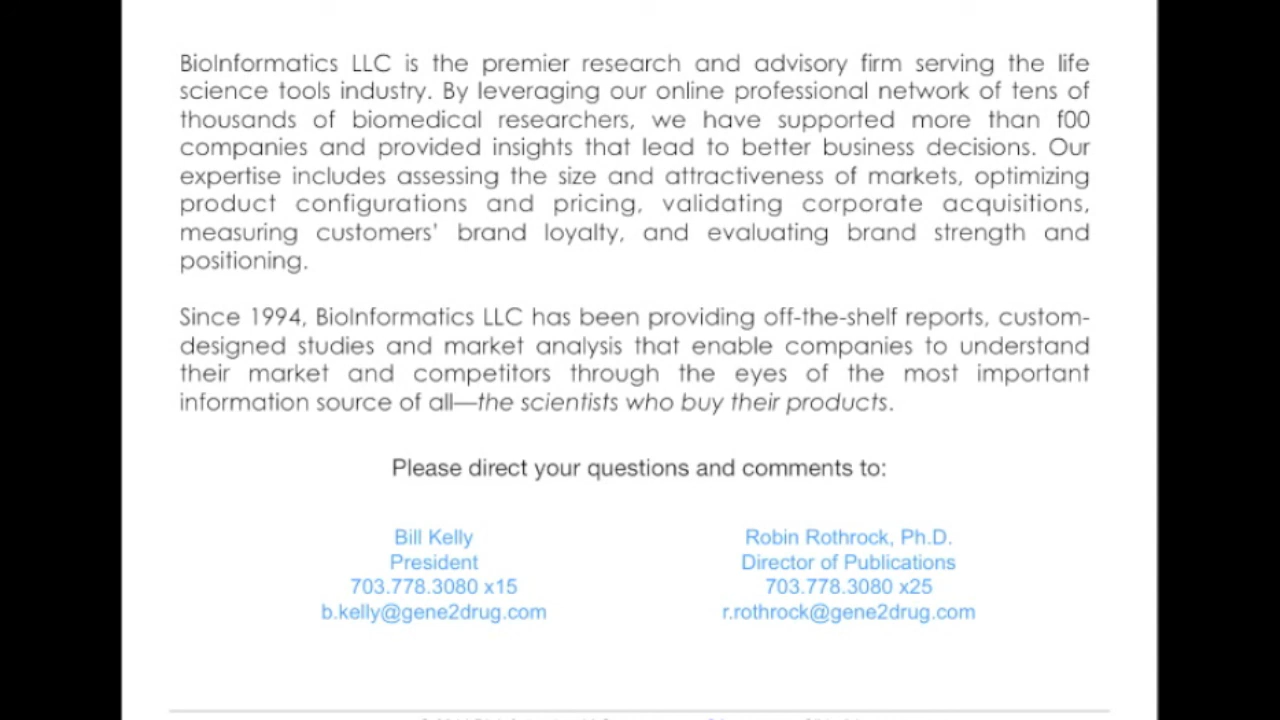 BioInformatics LLC is the premier research and advisory firm serving the life
science tools industry. By leveraging our online professional network of tens of
thousands of biomedical researchers, we have supported more than f00
companies and provided insights that lead to better business decisions. Our
expertise includes assessing the size and attractiveness of markets, optimizing
product configurations and pricing, validating corporate acquisitions,
measuring customers' brand loyalty, and evaluating brand strength and
positioning.
Since 1994, BioInformatics LLC has been providing off-the-shelf reports, custom-
designed studies and market analysis that enable companies to understand
their market and competitors through the eyes of the most important
information source of all—the scientists who buy their products.
Please direct your questions and comments to:
Bill Kelly
President
703.778.3080 x15
b.kelly@gene2drug.com
Robin Rothrock, Ph.D.
Director of Publications
703.778.3080 x25
r.rothrock@gene2drug.com